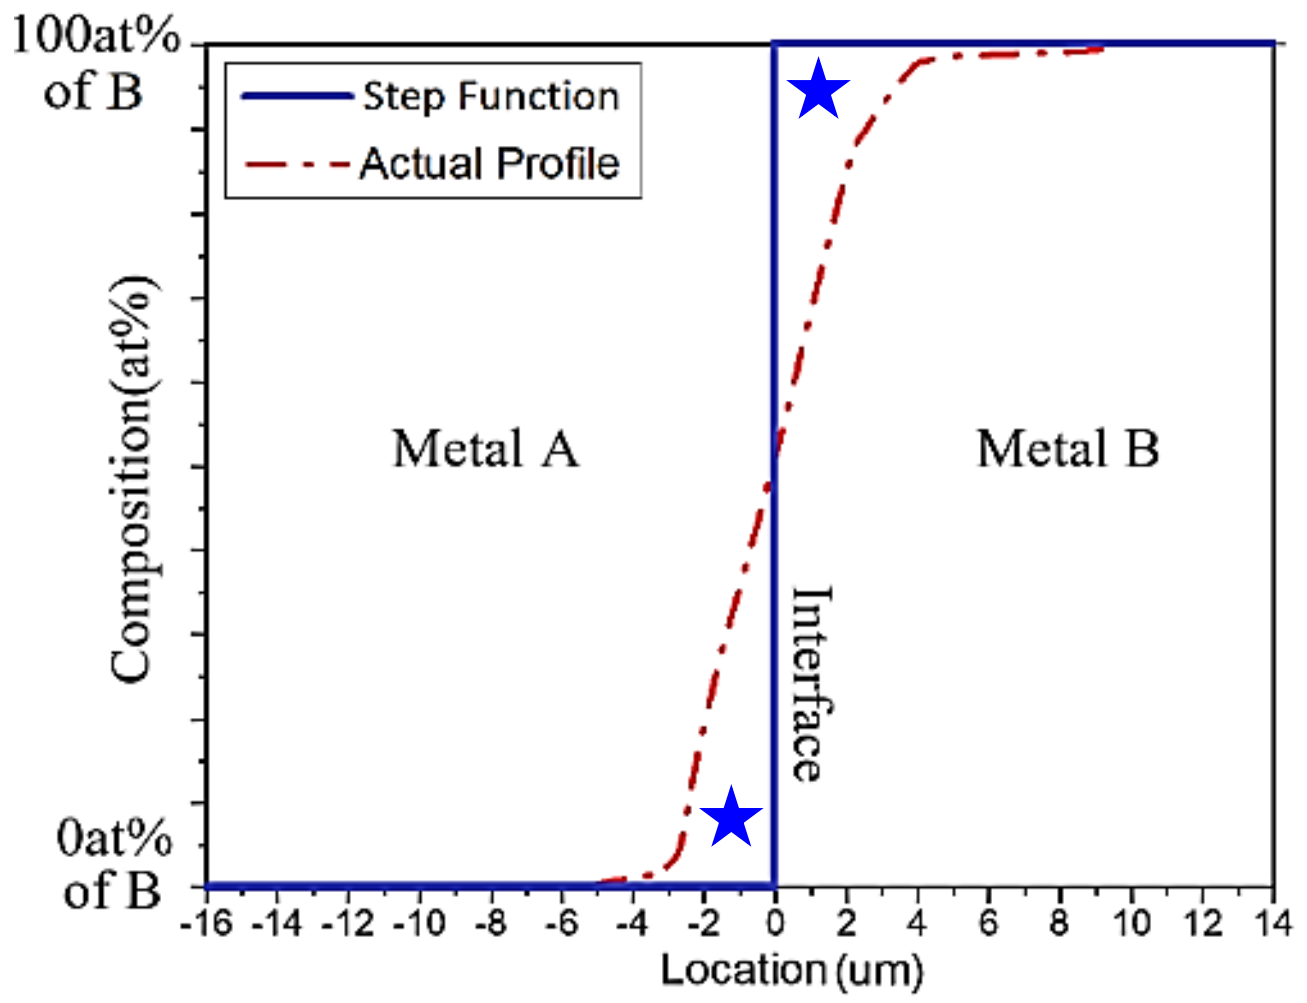 100at%
of B
Step Function
Actual Profile
Composition(at%)
Metal A
Metal B
Interface
0at%
of B
-16 -14 -12 -10 -8 -6 -4 -2 0 2 4 6 8 10 12 14
Location (um)